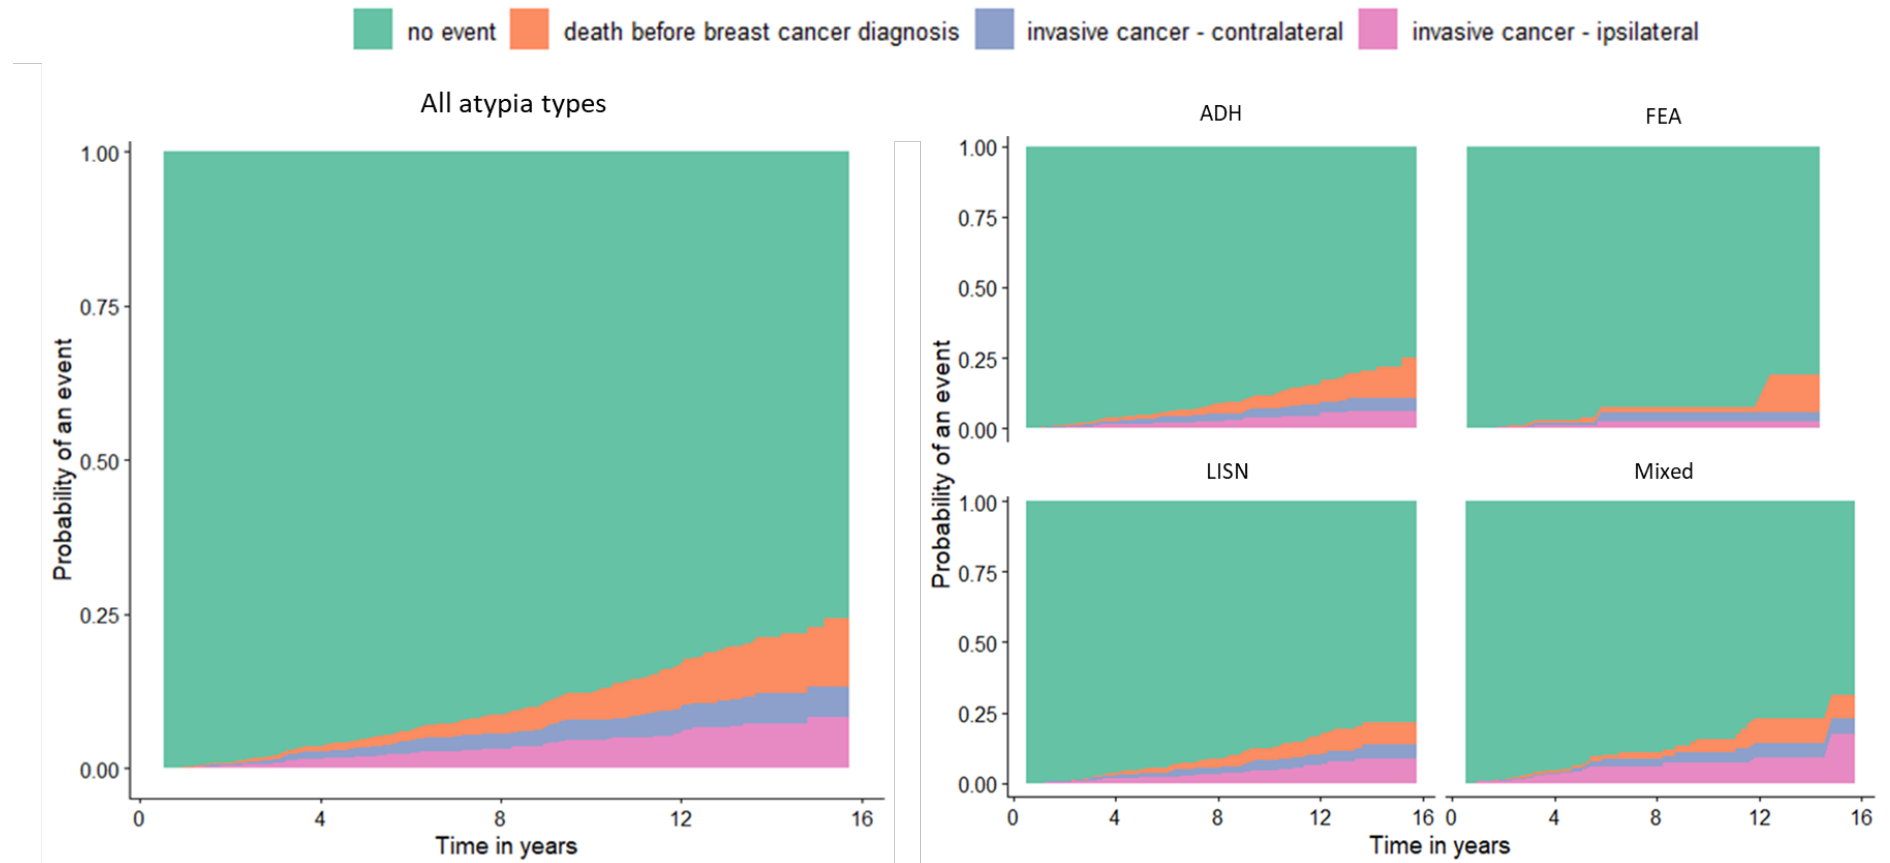 no event death before breast cancer diagnosis invasive cancer - contralateral invasive cancer - ipsilateral
All atypia types
1.00
0.75
0.50
0.25
0.00
Probability of an event
0 4 8 12 16
Time in years
ADH
FEA
1.00
0.75
0.50
0.25
0.00
LISN
Mixed
1.00
0.75
0.50
0.25
0.00
Probability of an event
0 4 8 12 16
0 4 8 12 16
Time in years